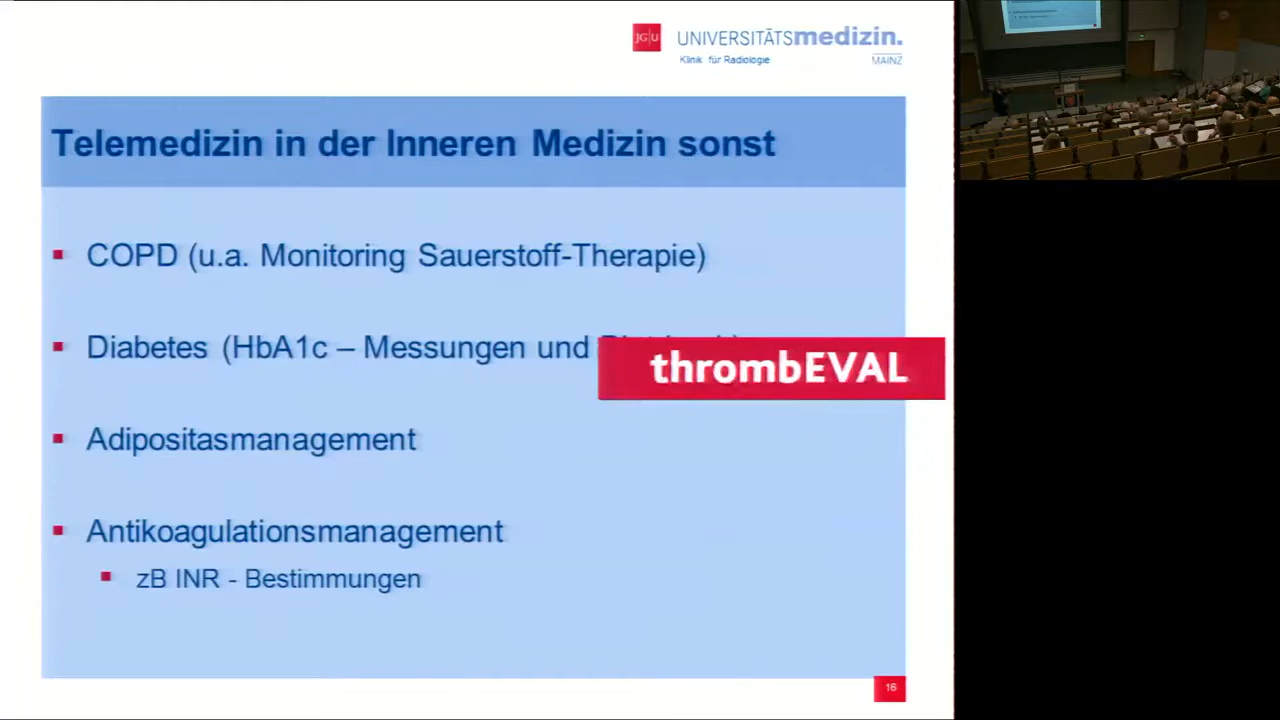 JG|U UNIVERSITÄTSmedizin.
Klinik für Radiologie MAINZ
Telemedizin in der Inneren Medizin sonst
COPD (u.a. Monitoring Sauerstoff-Therapie)
Diabetes (HbA1c – Messungen und
thrombEVAL
Adipositasmanagement
Antikoagulationsmanagement
zB INR - Bestimmungen
16